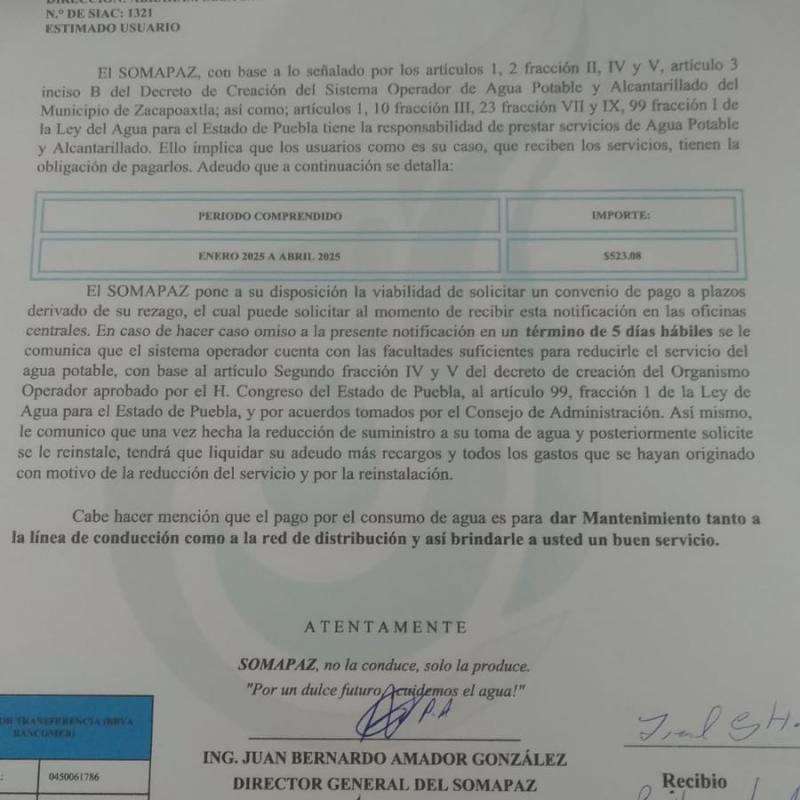 N.º DE SIAC: 1321
ESTIMADO USUARIO
El SOMAPAZ, con base a lo señalado por los artículos 1, 2 fracción II, IV y V, artículo 3
inciso B del Decreto de Creación del Sistema Operador de Agua Potable y Alcantarillado del
Municipio de Zacapoaxtla; así como; artículos 1, 10 fracción III, 23 fracción VII y IX, 99 fracción I de
la Ley del Agua para el Estado de Puebla tiene la responsabilidad de prestar servicios de Agua Potable
y Alcantarillado. Ello implica que los usuarios como es su caso, que reciben los servicios, tienen la
obligación de pagarlos. Adeudo que a continuación se detalla:
PERIODO COMPRENDIDO IMPORTE:
ENERO 2025 A ABRIL 2025 $523.08
El SOMAPAZ pone a su disposición la viabilidad de solicitar un convenio de pago a plazos
derivado de su rezago, el cual puede solicitar al momento de recibir esta notificación en las oficinas
centrales. En caso de hacer caso omiso a la presente notificación en un término de 5 días hábiles se le
comunica que el sistema operador cuenta con las facultades suficientes para reducirle el servicio del
agua potable, con base al artículo Segundo fracción IV y V del decreto de creación del Organismo
Operador aprobado por el H. Congreso del Estado de Puebla, al artículo 99, fracción 1 de la Ley de
Agua para el Estado de Puebla, y por acuerdos tomados por el Consejo de Administración. Así mismo,
le comunico que una vez hecha la reducción de suministro a su toma de agua y posteriormente solicite
se le reinstale, tendrá que liquidar su adeudo más recargos y todos los gastos que se hayan originado
con motivo de la reducción del servicio y por la reinstalación.
Cabe hacer mención que el pago por el consumo de agua es para dar Mantenimiento tanto a
la línea de conducción como a la red de distribución y así brindarle a usted un buen servicio.
ATENTAMENTE
SOMAPAZ, no la conduce, solo la produce.
"Por un dulce futuro, ¡cuidemos el agua!"
P.A
ING. JUAN BERNARDO AMADOR GONZÁLEZ
DIRECTOR GENERAL DEL SOMAPAZ
TRANSFERENCIA (BBVA
BANCOMER)
0450061786
Recibio